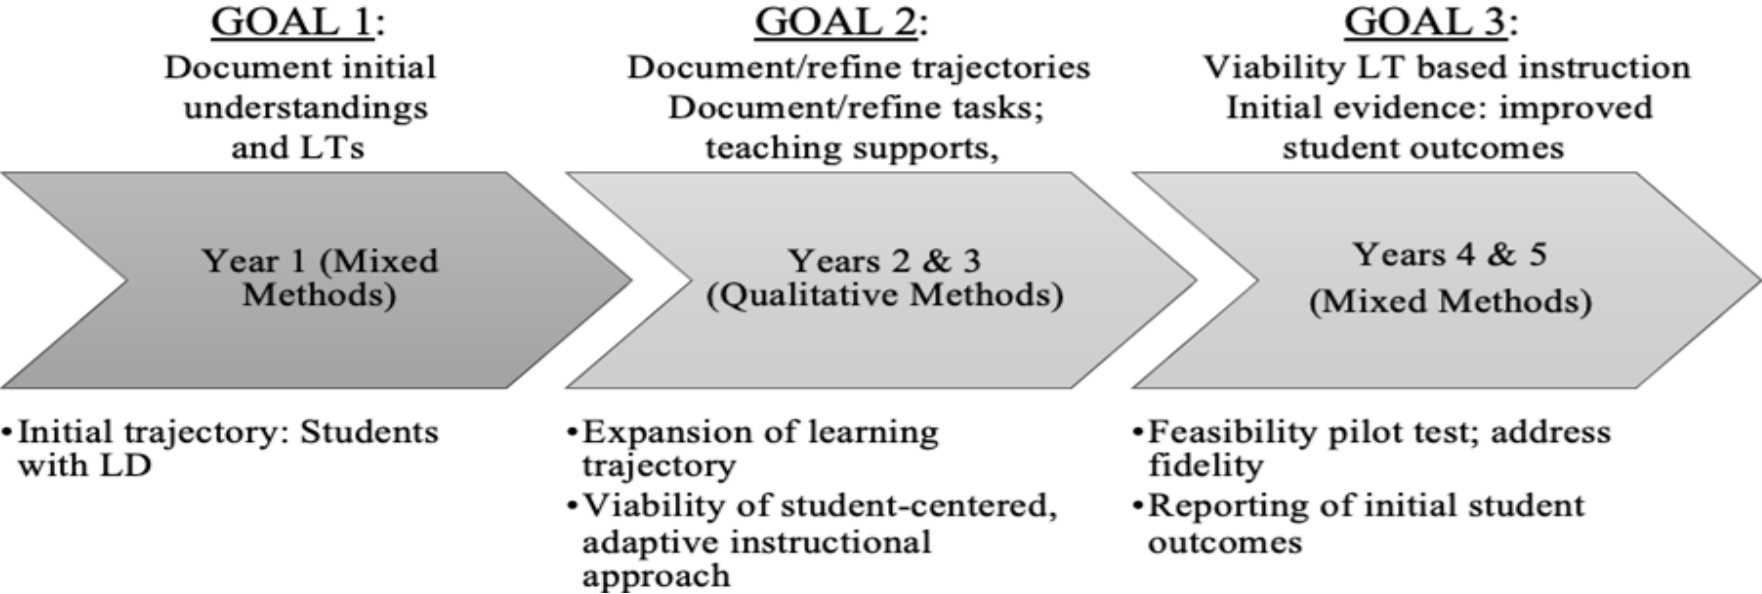 GOAL 1:
Document initial
understandings
and LTs
Year 1 (Mixed
Methods)
•Initial trajectory: Students
with LD
GOAL 2:
Document/refine trajectories
Document/refine tasks;
teaching supports,
Years 2 & 3
(Qualitative Methods)
•Expansion of learning
trajectory
•Viability of student-centered,
adaptive instructional
approach
GOAL 3:
Viability LT based instruction
Initial evidence: improved
student outcomes
Years 4 & 5
(Mixed Methods)
•Feasibility pilot test; address
fidelity
•Reporting of initial student
outcomes